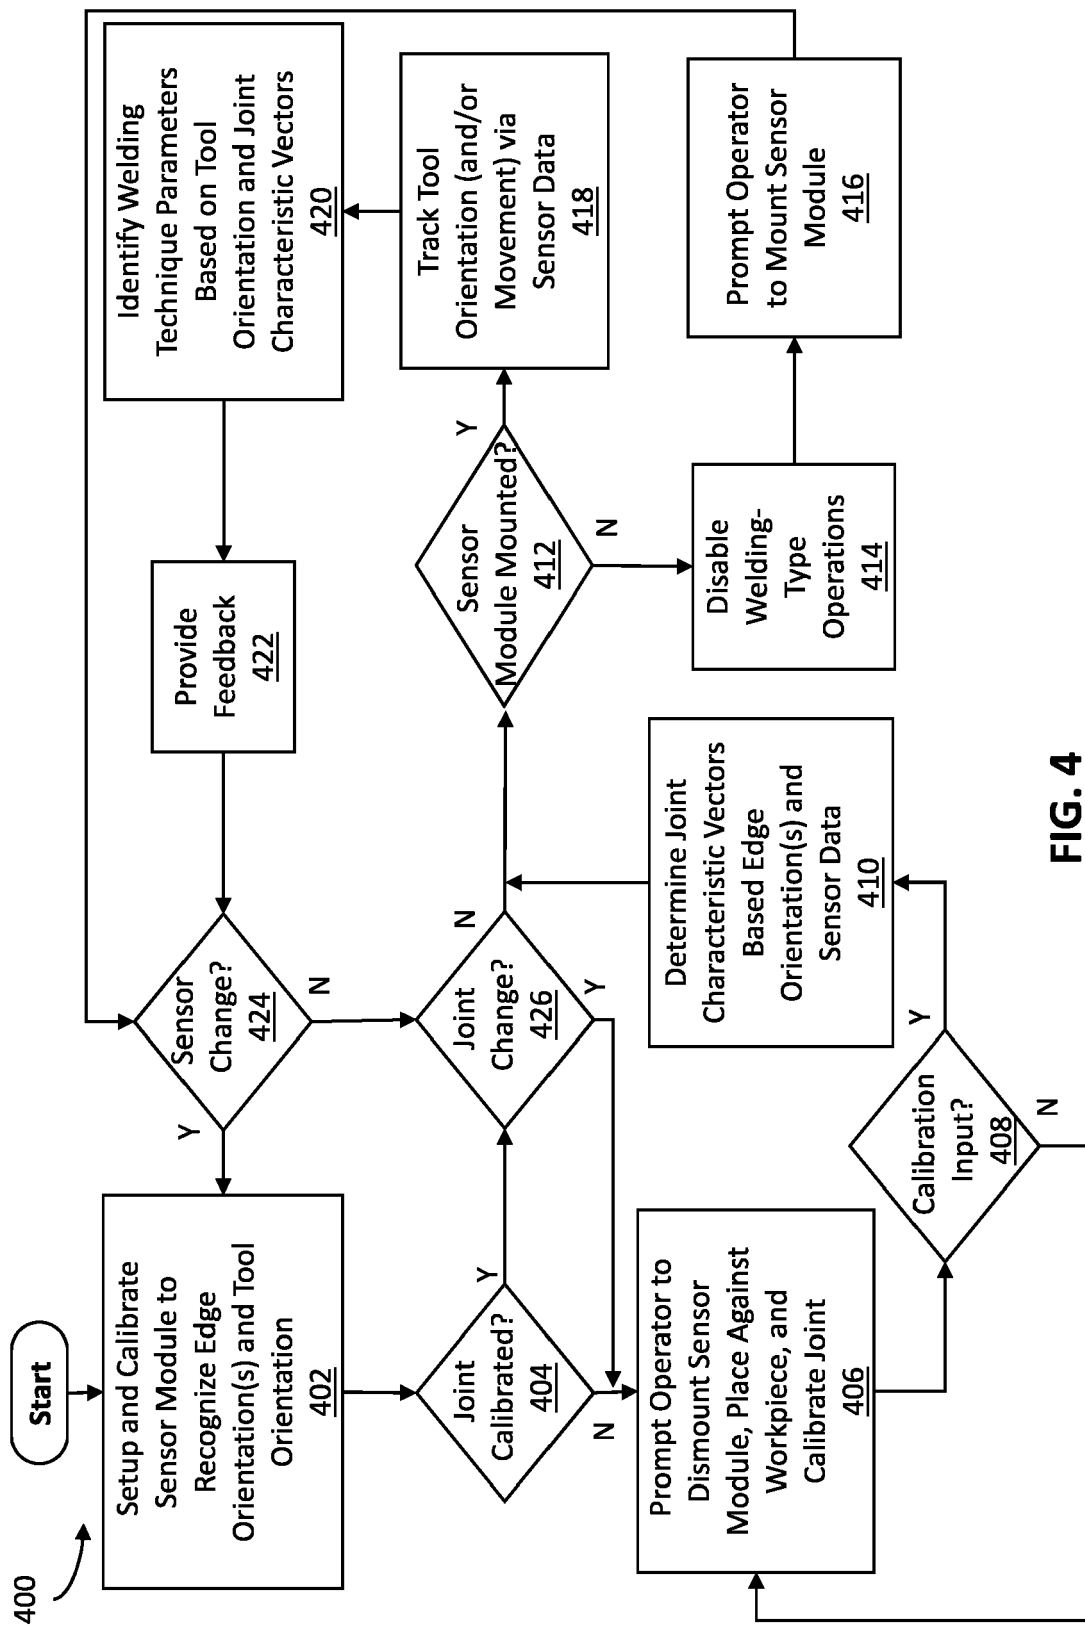 400
Start
Setup and Calibrate
Sensor Module to
Recognize Edge
Orientation(s) and Tool
Orientation
402
Joint
Calibrated?
404
Y
N
Prompt Operator to
Dismount Sensor
Module, Place Against
Workpiece, and
Calibrate Joint
406
Calibration
Input?
408
Y
N
Determine Joint
Characteristic Vectors
Based Edge
Orientation(s) and
Sensor Data
410
Sensor
Module Mounted?
412
Y
N
Disable
Welding-
Type
Operations
414
Prompt Operator
to Mount Sensor
Module
416
Track Tool
Orientation (and/or
Movement) via
Sensor Data
418
Identify Welding
Technique Parameters
Based on Tool
Orientation and Joint
Characteristic Vectors
420
Provide
Feedback
422
Sensor
Change?
424
Y
N
Joint
Change?
426
N
Y
FIG. 4